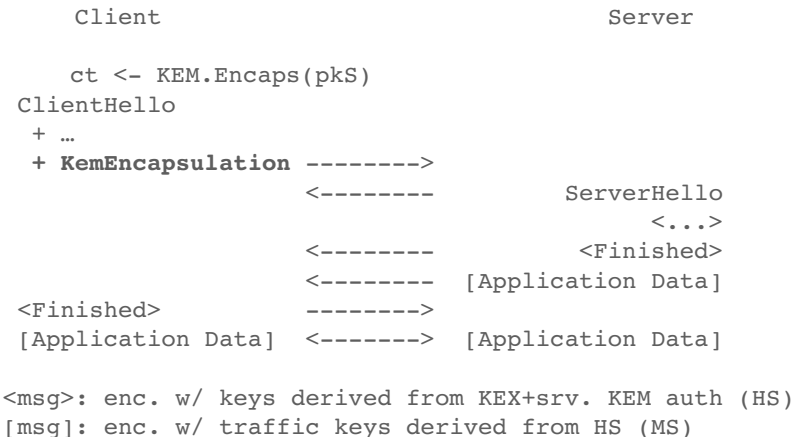 Client Server
ct <- KEM.Encaps(pkS)
ClientHello
+ …
+ KemEncapsulation -------->
<-------- ServerHello
<...>
<-------- <Finished>
<-------- [Application Data]
<Finished> -------->
[Application Data] <-------> [Application Data]
<msg>: enc. w/ keys derived from KEX+srv. KEM auth (HS)
[msg]: enc. w/ traffic keys derived from HS (MS)